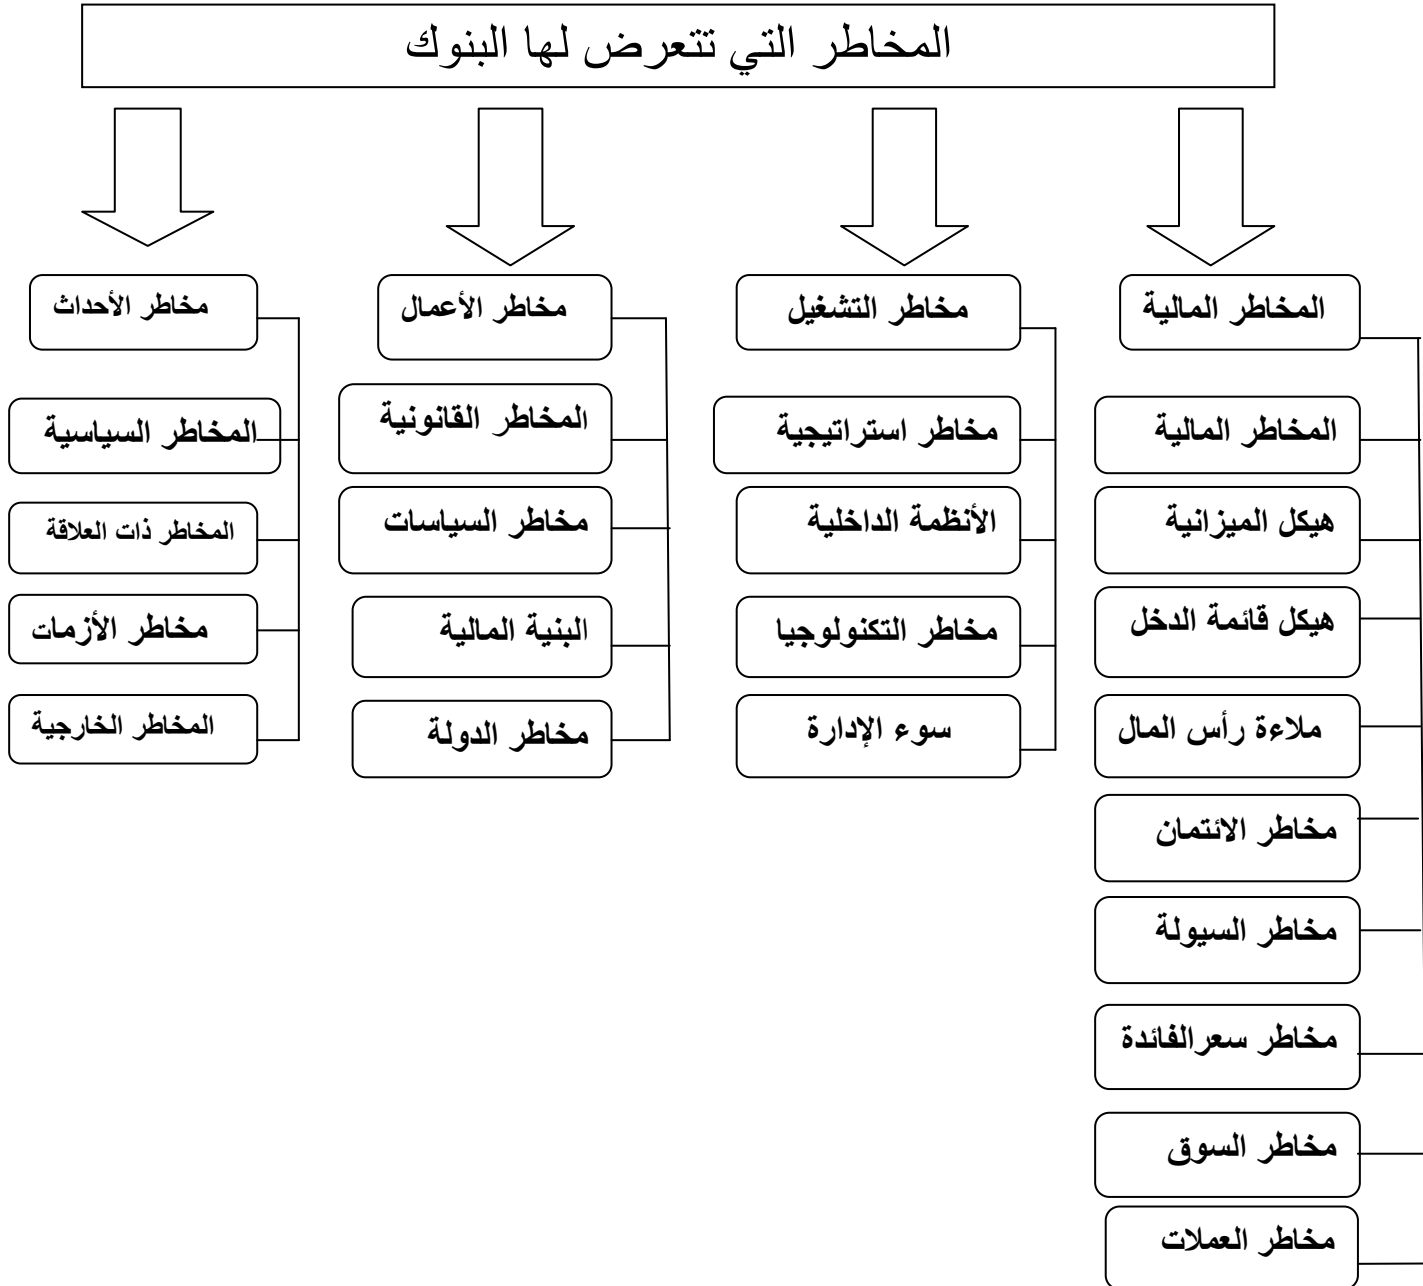 المخاطر التي تتعرض لها البنوك
المخاطر المالية
المخاطر المالية
هيكل الميزانية
هيكل قائمة الدخل
ملاءة رأس المال
مخاطر الائتمان
مخاطر السيولة
مخاطر سعرالفائدة
مخاطر السوق
مخاطر العملات
مخاطر التشغيل
مخاطر استراتيجية
الأنظمة الداخلية
مخاطر التكنولوجيا
سوء الإدارة
مخاطر الأعمال
المخاطر القانونية
مخاطر السياسات
البنية المالية
مخاطر الدولة
مخاطر الأحداث
المخاطر السياسية
المخاطر ذات العلاقة
مخاطر الأزمات
المخاطر الخارجية